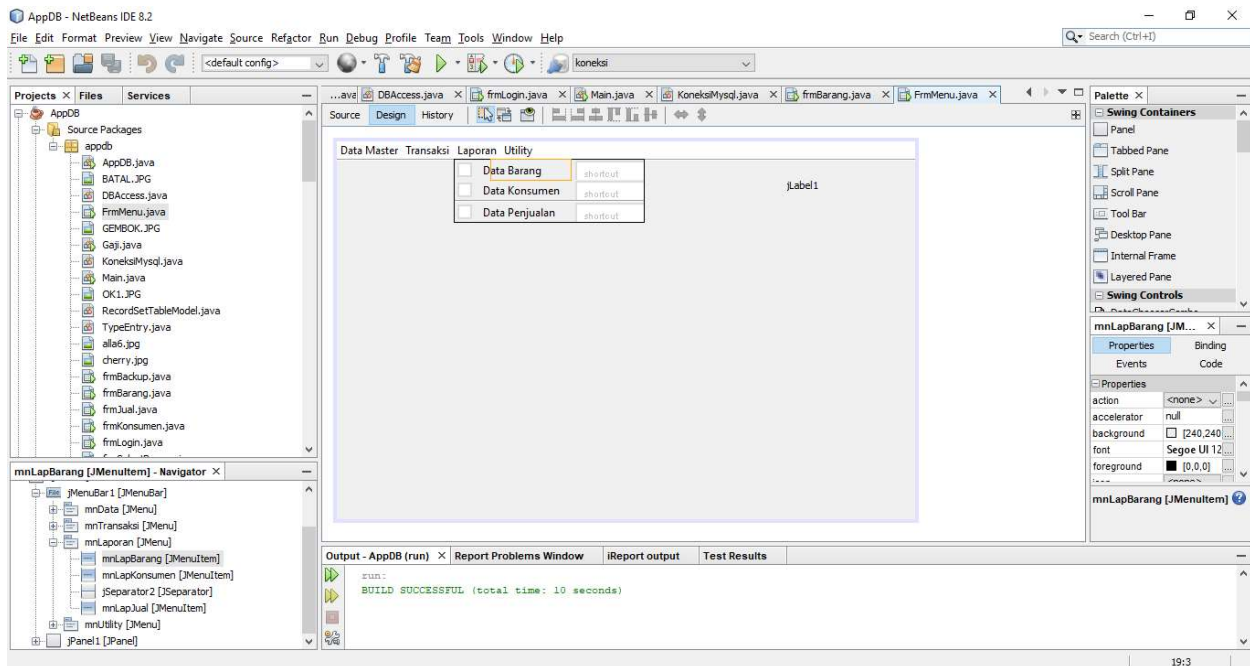 AppDB - NetBeans IDE 8.2
File Edit Format Preview View Navigate Source Refactor Run Debug Profile Team Tools Window Help
Search (Ctrl+I)
<default config>
koneksi
Projects Files Services
AppDB
Source Packages
appdb
AppDB.java
BATAL.JPG
DBAccess.java
FrmMenu.java
GEMBOK.JPG
Gaji.java
KoneksiMysql.java
Main.java
OK1.JPG
RecordSetTableModel.java
TypeEntry.java
alla6.jpg
cherry.jpg
frmBackup.java
frmBarang.java
frmJual.java
frmKonsumen.java
frmLogin.java
mnLapBarang [JMenuItem] - Navigator
jMenuBar1 [JMenuBar]
mnData [JMenu]
mnTransaksi [JMenu]
mnLaporan [JMenu]
mnLapBarang [JMenuItem]
mnLapKonsumen [JMenuItem]
jSeparator2 [JSeparator]
mnLapJual [JMenuItem]
mnUtility [JMenu]
jPanel1 [JPanel]
...ava DBAccess.java frmLogin.java Main.java KoneksiMysql.java frmBarang.java FrmMenu.java
Source Design History
Data Master Transaksi Laporan Utility
Data Barang shortcut
Data Konsumen shortcut
Data Penjualan shortcut
jLabel1
Output - AppDB (run) Report Problems Window iReport output Test Results
run:
BUILD SUCCESSFUL (total time: 10 seconds)
Palette
Swing Containers
Panel
Tabbed Pane
Split Pane
Scroll Pane
Tool Bar
Desktop Pane
Internal Frame
Layered Pane
Swing Controls
mnLapBarang [JM...
Properties Binding
Events Code
Properties
action <none> ...
accelerator null ...
background [240,240 ...
font Segoe UI 12 ...
foreground [0,0,0] ...
mnLapBarang [JMenuItem]
19:3